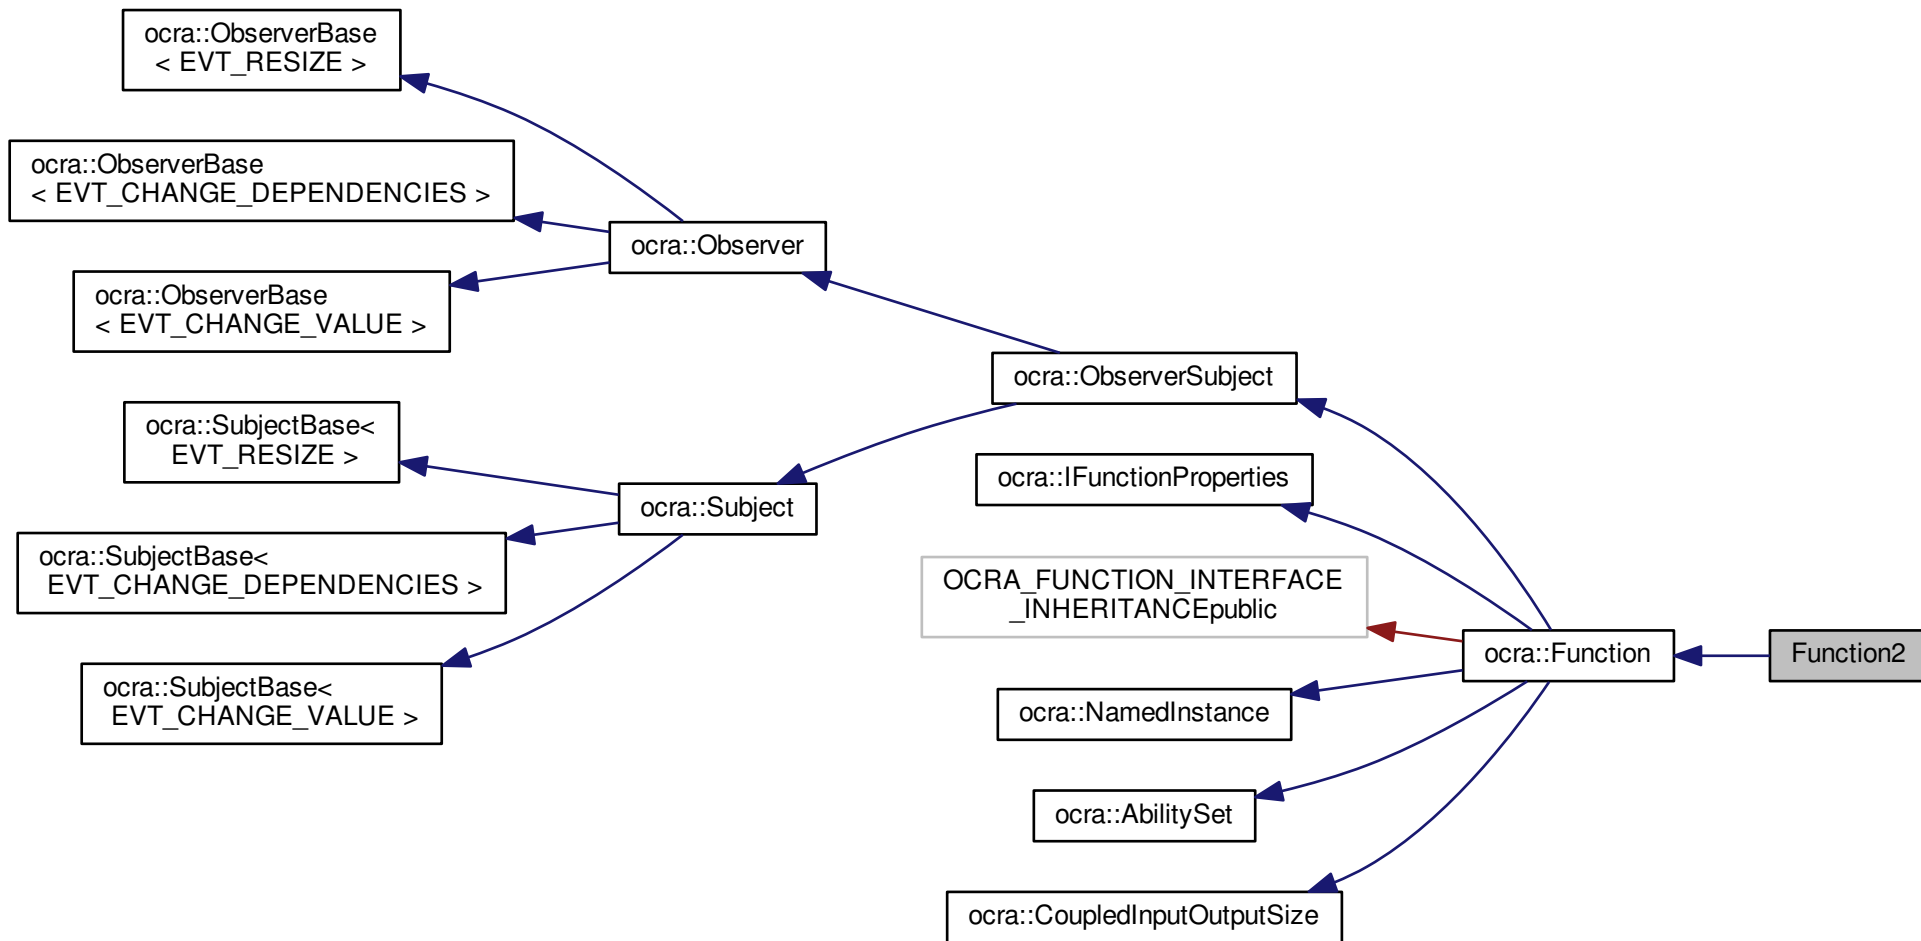 ocra::ObserverBase
< EVT_RESIZE >
ocra::ObserverBase
< EVT_CHANGE_DEPENDENCIES >
ocra::Observer
ocra::ObserverBase
< EVT_CHANGE_VALUE >
ocra::ObserverSubject
ocra::SubjectBase<
EVT_RESIZE >
ocra::IFunctionProperties
ocra::Subject
ocra::SubjectBase<
EVT_CHANGE_DEPENDENCIES >
OCRA_FUNCTION_INTERFACE
_INHERITANCEpublic
ocra::Function
Function2
ocra::SubjectBase<
EVT_CHANGE_VALUE >
ocra::NamedInstance
ocra::AbilitySet
ocra::CoupledInputOutputSize